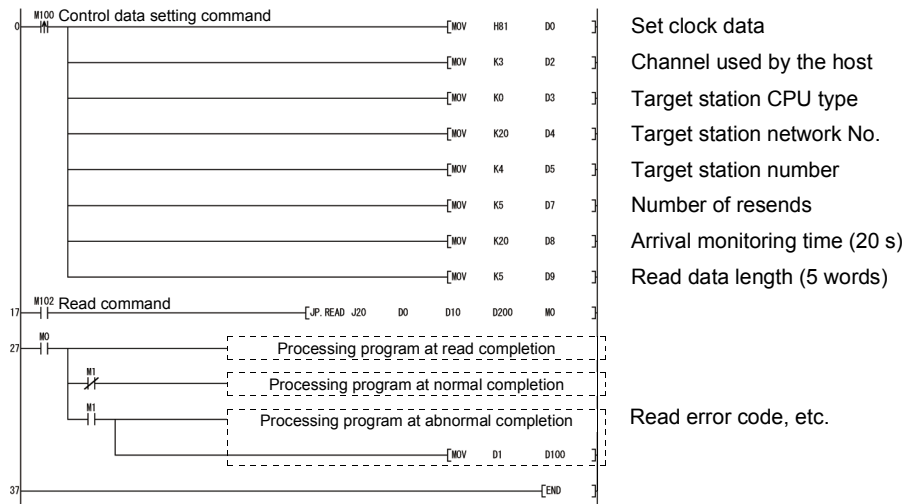 M100 Control data setting command
0 [MOV H81 D0 ] Set clock data
[MOV K3 D2 ] Channel used by the host
[MOV K0 D3 ] Target station CPU type
[MOV K20 D4 ] Target station network No.
[MOV K4 D5 ] Target station number
[MOV K5 D7 ] Number of resends
[MOV K20 D8 ] Arrival monitoring time (20 s)
[MOV K5 D9 ] Read data length (5 words)
M102 Read command
17 [JP.READ J20 D0 D10 D200 M0 ]
M0
27 Processing program at read completion
M1
Processing program at normal completion
M1
Processing program at abnormal completion Read error code, etc.
[MOV D1 D100 ]
37 [END ]